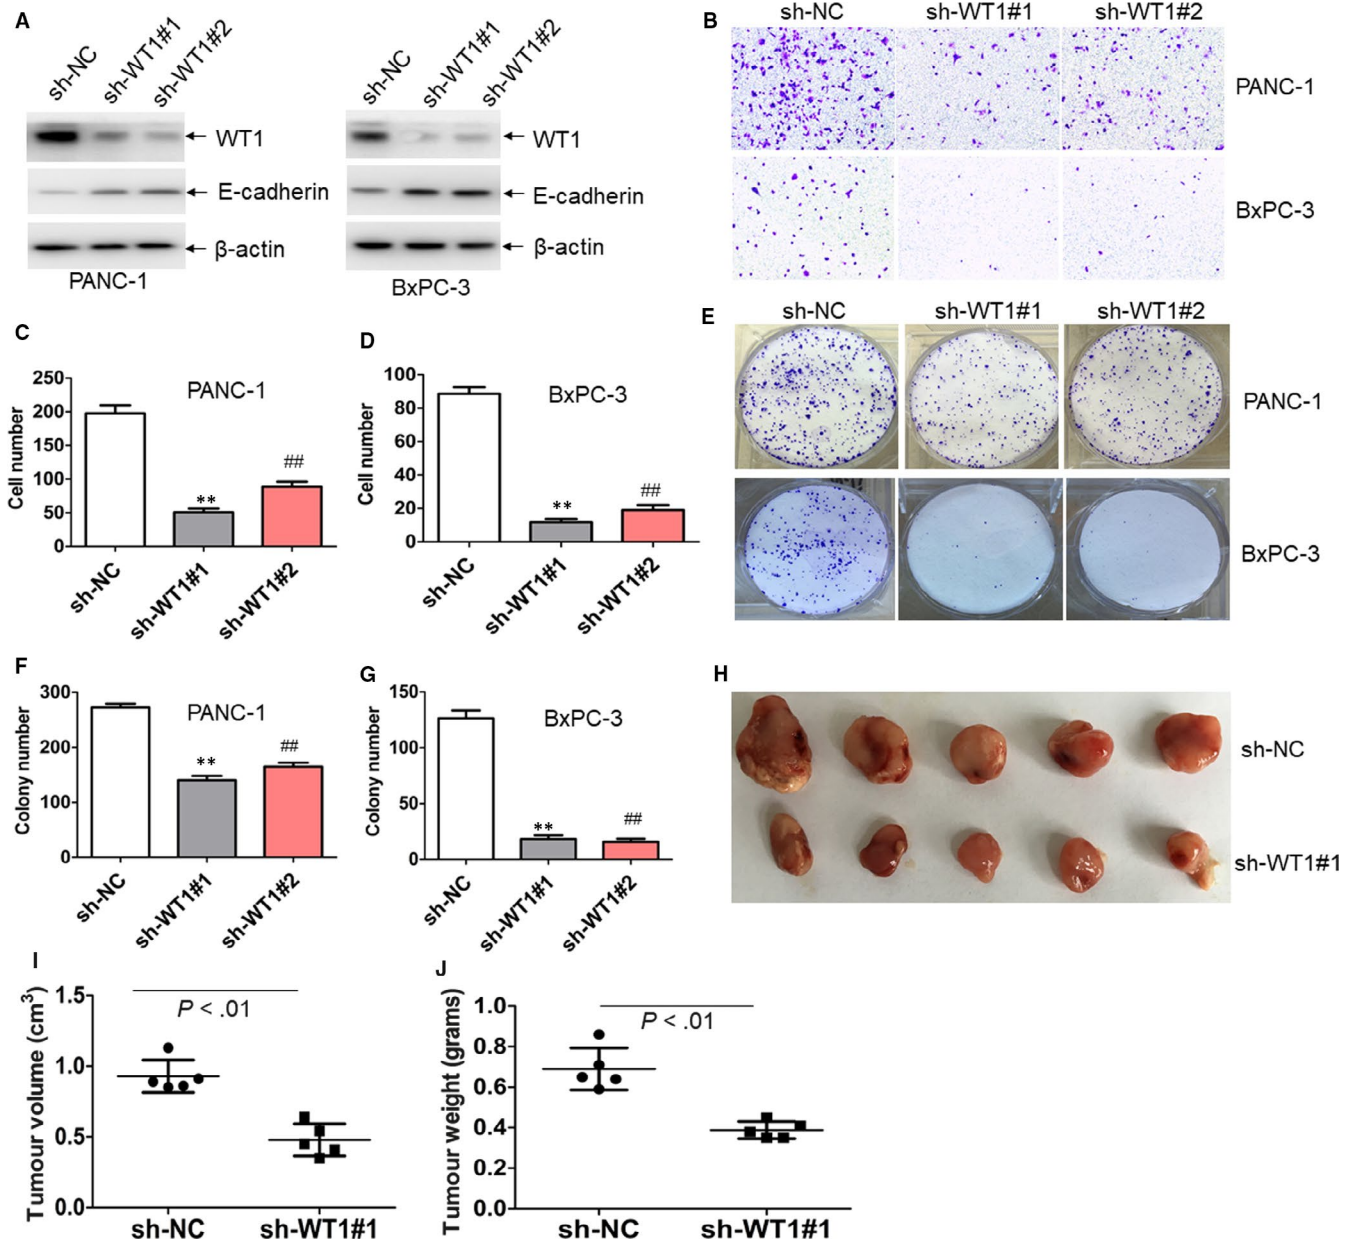 A
sh-NC
sh-WT1#1
sh-WT1#2
sh-NC
sh-WT1#1
sh-WT1#2
WT1
E-cadherin
β-actin
PANC-1
WT1
E-cadherin
β-actin
BxPC-3
B
sh-NC sh-WT1#1 sh-WT1#2
PANC-1
BxPC-3
C
PANC-1
Cell number
250
200
150
100
50
0
**
##
sh-NC
sh-WT1#1
sh-WT1#2
D
BxPC-3
Cell number
100
80
60
40
20
0
**
##
sh-NC
sh-WT1#1
sh-WT1#2
E
sh-NC sh-WT1#1 sh-WT1#2
PANC-1
BxPC-3
F
PANC-1
Colony number
300
200
100
0
**
##
sh-NC
sh-WT1#1
sh-WT1#2
G
BxPC-3
Colony number
150
100
50
0
**
##
sh-NC
sh-WT1#1
sh-WT1#2
H
sh-NC
sh-WT1#1
I
Tumour volume (cm³)
1.5
1.0
0.5
0.0
P < .01
sh-NC sh-WT1#1
J
Tumour weight (grams)
1.0
0.8
0.6
0.4
0.2
0.0
P < .01
sh-NC sh-WT1#1